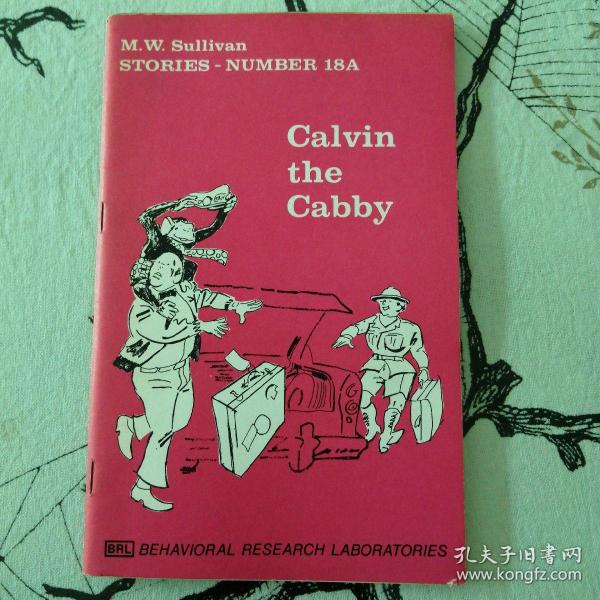 M.W. Sullivan
STORIES - NUMBER 18A
Calvin
the
Cabby
BRL BEHAVIORAL RESEARCH LABORATORIES
孔夫子旧书网
www.kongfz.com